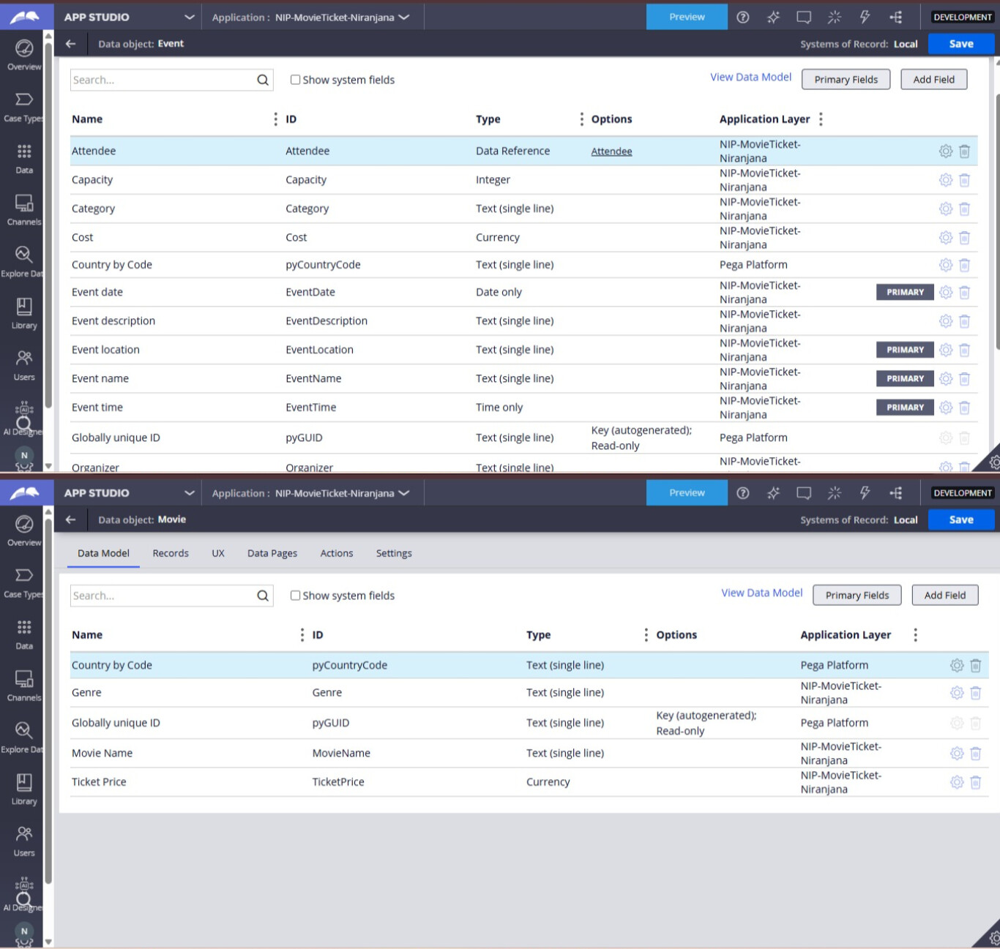 APP STUDIO
Application : NIP-MovieTicket-Niranjana
Preview
DEVELOPMENT
Data object: Event
Systems of Record: Local
Save
Overview
Case Types
Data
Channels
Explore Dat
Library
Users
AI
AI Designe
N
Search...
Show system fields
View Data Model
Primary Fields
Add Field
Name ID Type Options Application Layer
Attendee Attendee Data Reference Attendee NIP-MovieTicket-
Niranjana
Capacity Capacity Integer NIP-MovieTicket-
Niranjana
Category Category Text (single line) NIP-MovieTicket-
Niranjana
Cost Cost Currency NIP-MovieTicket-
Niranjana
Country by Code pyCountryCode Text (single line) Pega Platform
Event date EventDate Date only NIP-MovieTicket-
Niranjana PRIMARY
Event description EventDescription Text (single line) NIP-MovieTicket-
Niranjana
Event location EventLocation Text (single line) NIP-MovieTicket-
Niranjana PRIMARY
Event name EventName Text (single line) NIP-MovieTicket-
Niranjana PRIMARY
Event time EventTime Time only NIP-MovieTicket-
Niranjana PRIMARY
Globally unique ID pyGUID Text (single line) Key (autogenerated);
Read-only Pega Platform
Organizer Organizer Text (single line) NIP-MovieTicket-
APP STUDIO
Application : NIP-MovieTicket-Niranjana
Preview
DEVELOPMENT
Data object: Movie
Systems of Record: Local
Save
Overview
Case Types
Data
Channels
Explore Dat
Library
Users
AI
AI Designe
N
Data Model Records UX Data Pages Actions Settings
Search...
Show system fields
View Data Model
Primary Fields
Add Field
Name ID Type Options Application Layer
Country by Code pyCountryCode Text (single line) Pega Platform
Genre Genre Text (single line) NIP-MovieTicket-
Niranjana
Globally unique ID pyGUID Text (single line) Key (autogenerated);
Read-only Pega Platform
Movie Name MovieName Text (single line) NIP-MovieTicket-
Niranjana
Ticket Price TicketPrice Currency NIP-MovieTicket-
Niranjana